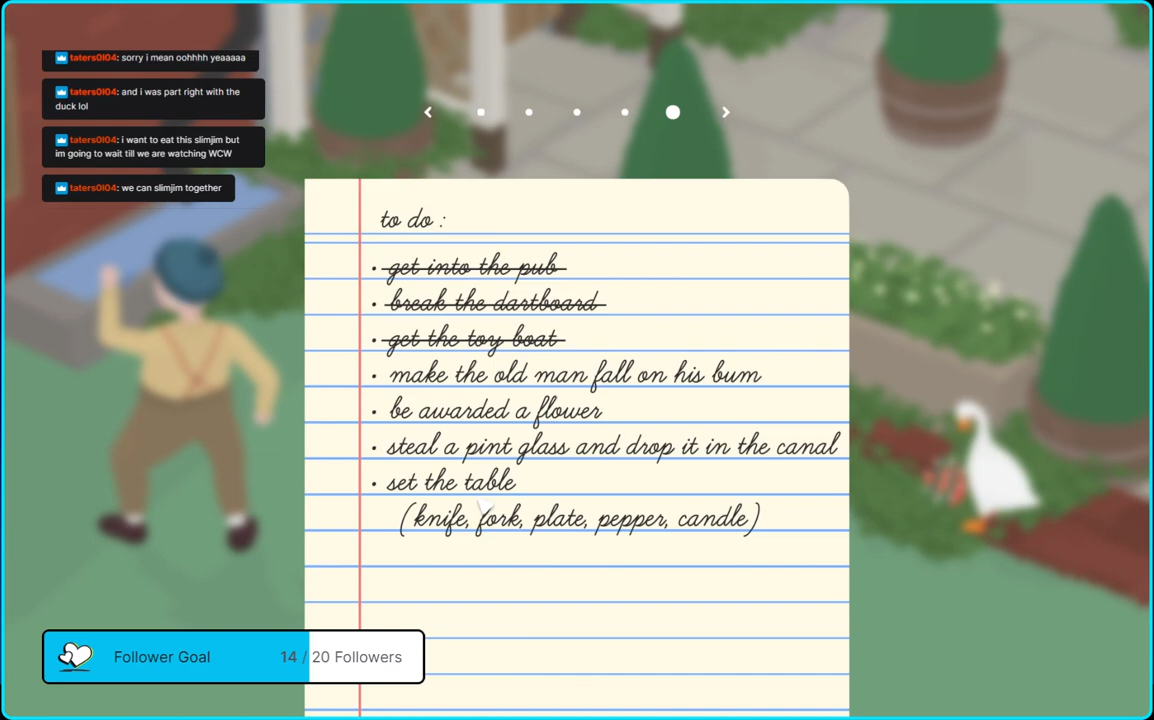 taters0l04: sorry i mean oohhhh yeaaaaa
taters0l04: and i was part right with the
duck lol
taters0l04: i want to eat this slimjim but
im going to wait till we are watching WCW
taters0l04: we can slimjim together
to do :
• get into the pub
• break the dartboard
• get the toy boat
• make the old man fall on his bum
• be awarded a flower
• steal a pint glass and drop it in the canal
• set the table
(knife, fork, plate, pepper, candle)
Follower Goal 14 / 20 Followers